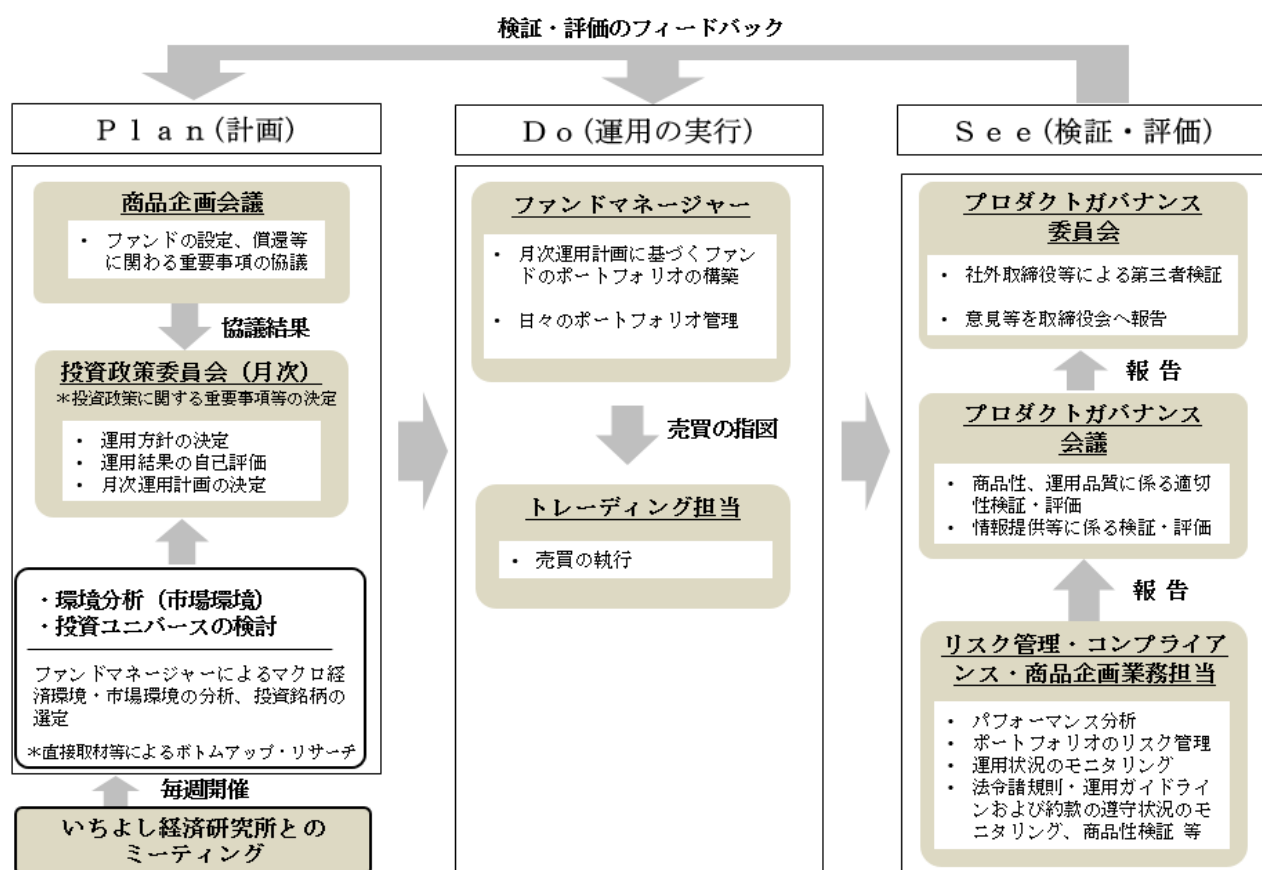 検証・評価のフィードバック
Ｐｌａｎ(計画)
商品企画会議
・ ファンドの設定、償還等
に関わる重要事項の協議
協議結果
投資政策委員会（月次）
＊投資政策に関する重要事項等の決定
・ 運用方針の決定
・ 運用結果の自己評価
・ 月次運用計画の決定
・環境分析（市場環境）
・投資ユニバースの検討
ファンドマネージャーによるマクロ経
済環境・市場環境の分析、投資銘柄の
選定
＊直接取材等によるボトムアップ・リサーチ
毎週開催
いちよし経済研究所との
ミーティング
Ｄｏ(運用の実行)
ファンドマネージャー
・ 月次運用計画に基づくファン
ドのポートフォリオの構築
・ 日々のポートフォリオ管理
売買の指図
トレーディング担当
・ 売買の執行
Ｓｅｅ(検証・評価)
プロダクトガバナンス
委員会
・ 社外取締役等による第三者検証
・ 意見等を取締役会へ報告
報 告
プロダクトガバナンス
会議
・ 商品性、運用品質に係る適切
性検証・評価
・ 情報提供等に係る検証・評価
報 告
リスク管理・コンプライア
ンス・商品企画業務担当
・ パフォーマンス分析
・ ポートフォリオのリスク管理
・ 運用状況のモニタリング
・ 法令諸規則・運用ガイドライ
ンおよび約款の遵守状況のモ
ニタリング、商品性検証 等